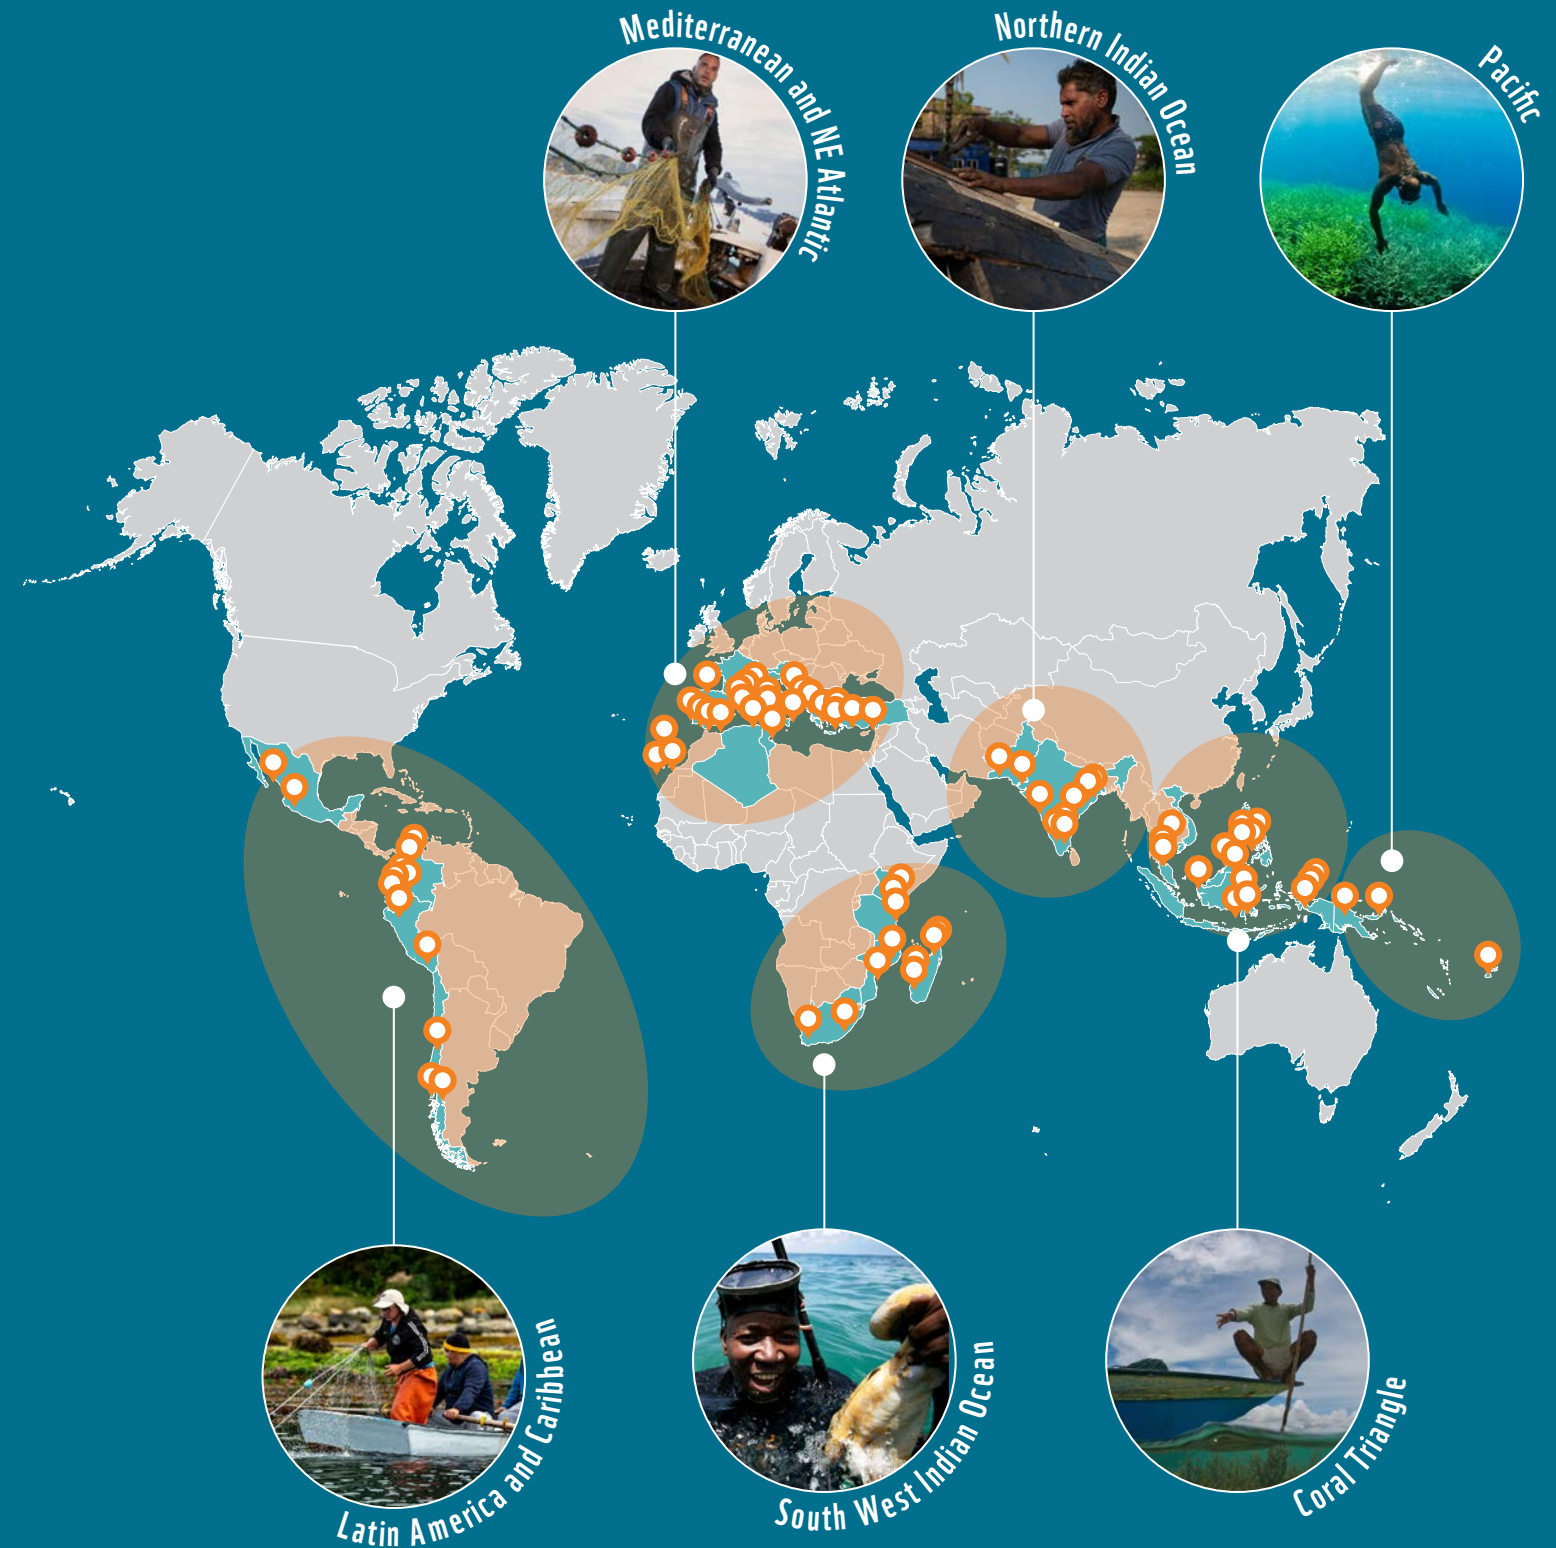 Mediterranean and NE Atlantic
Northern Indian Ocean
Pacific
Latin America and Caribbean
South West Indian Ocean
Coral Triangle